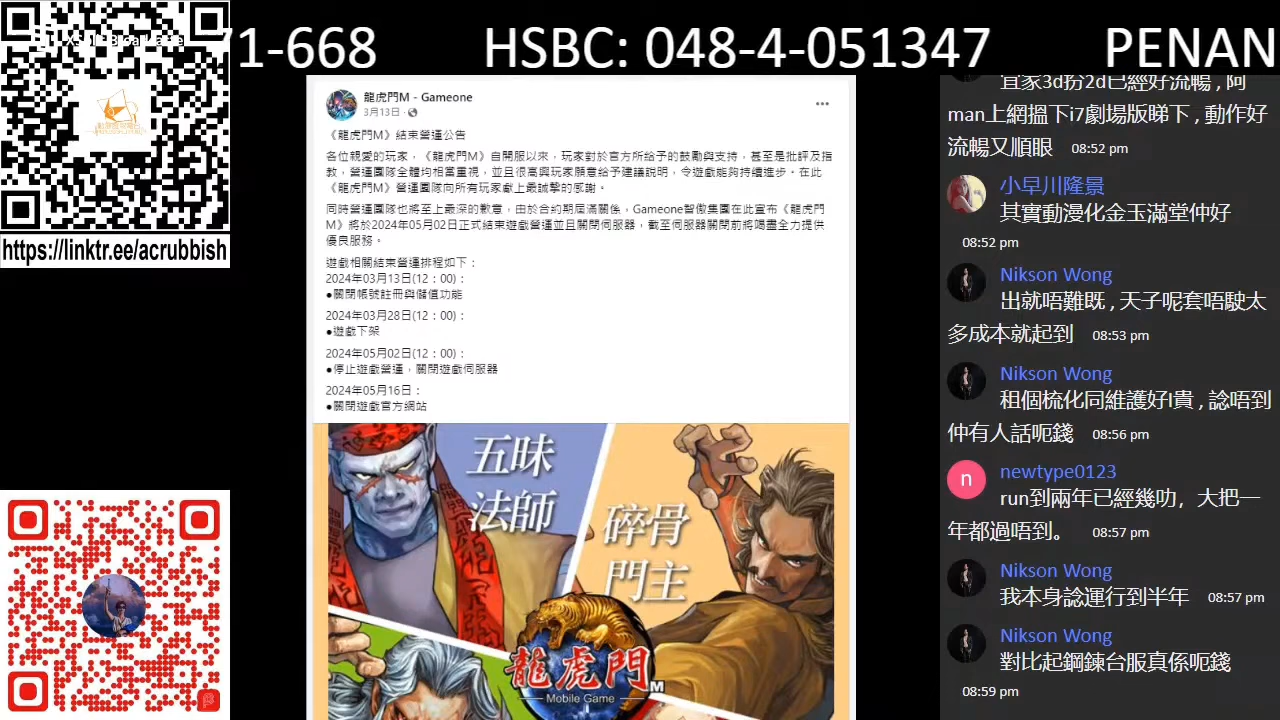 71-668 HSBC: 048-4-051347 PENAN
https://linktr.ee/acrubbish
龍虎門M - Gameone
3月13日
《龍虎門M》結束營運公告
各位親愛的玩家，《龍虎門M》自開服以來，玩家對於官方所給予的鼓勵與支持，甚至是批評及指
教，營運團隊全體均相當重視，並且很高興玩家願意給予建議說明，令遊戲能夠持續進步。在此
《龍虎門M》營運團隊向所有玩家獻上最誠摯的感謝。
同時營運團隊也將至上最深的歉意，由於合約期屆滿關係，Gameone智傲集團在此宣布《龍虎門
M》將於2024年05月02日正式結束遊戲營運並且關閉伺服器，截至伺服器關閉前將竭盡全力提供
優良服務。
遊戲相關結束營運排程如下：
2024年03月13日(12：00)：
●關閉帳號註冊與儲值功能
2024年03月28日(12：00)：
●遊戲下架
2024年05月02日(12：00)：
●停止遊戲營運，關閉遊戲伺服器
2024年05月16日：
●關閉遊戲官方網站
五昧
法師
碎骨
門主
龍虎門M
Mobile Game
宜家3d扮2d已經好流暢 , 阿
man上網搵下i7劇場版睇下 , 動作好
流暢又順眼 08:52 pm
小早川隆景
其實動漫化金玉滿堂仲好
08:52 pm
Nikson Wong
出就唔難既 , 天子呢套唔駛太
多成本就起到 08:53 pm
Nikson Wong
租個梳化同維護好l貴 , 諗唔到
仲有人話呃錢 08:56 pm
n
newtype0123
run到兩年已經幾叻，大把一
年都過唔到。 08:57 pm
Nikson Wong
我本身諗運行到半年 08:57 pm
Nikson Wong
對比起鋼鍊台服真係呃錢
08:59 pm